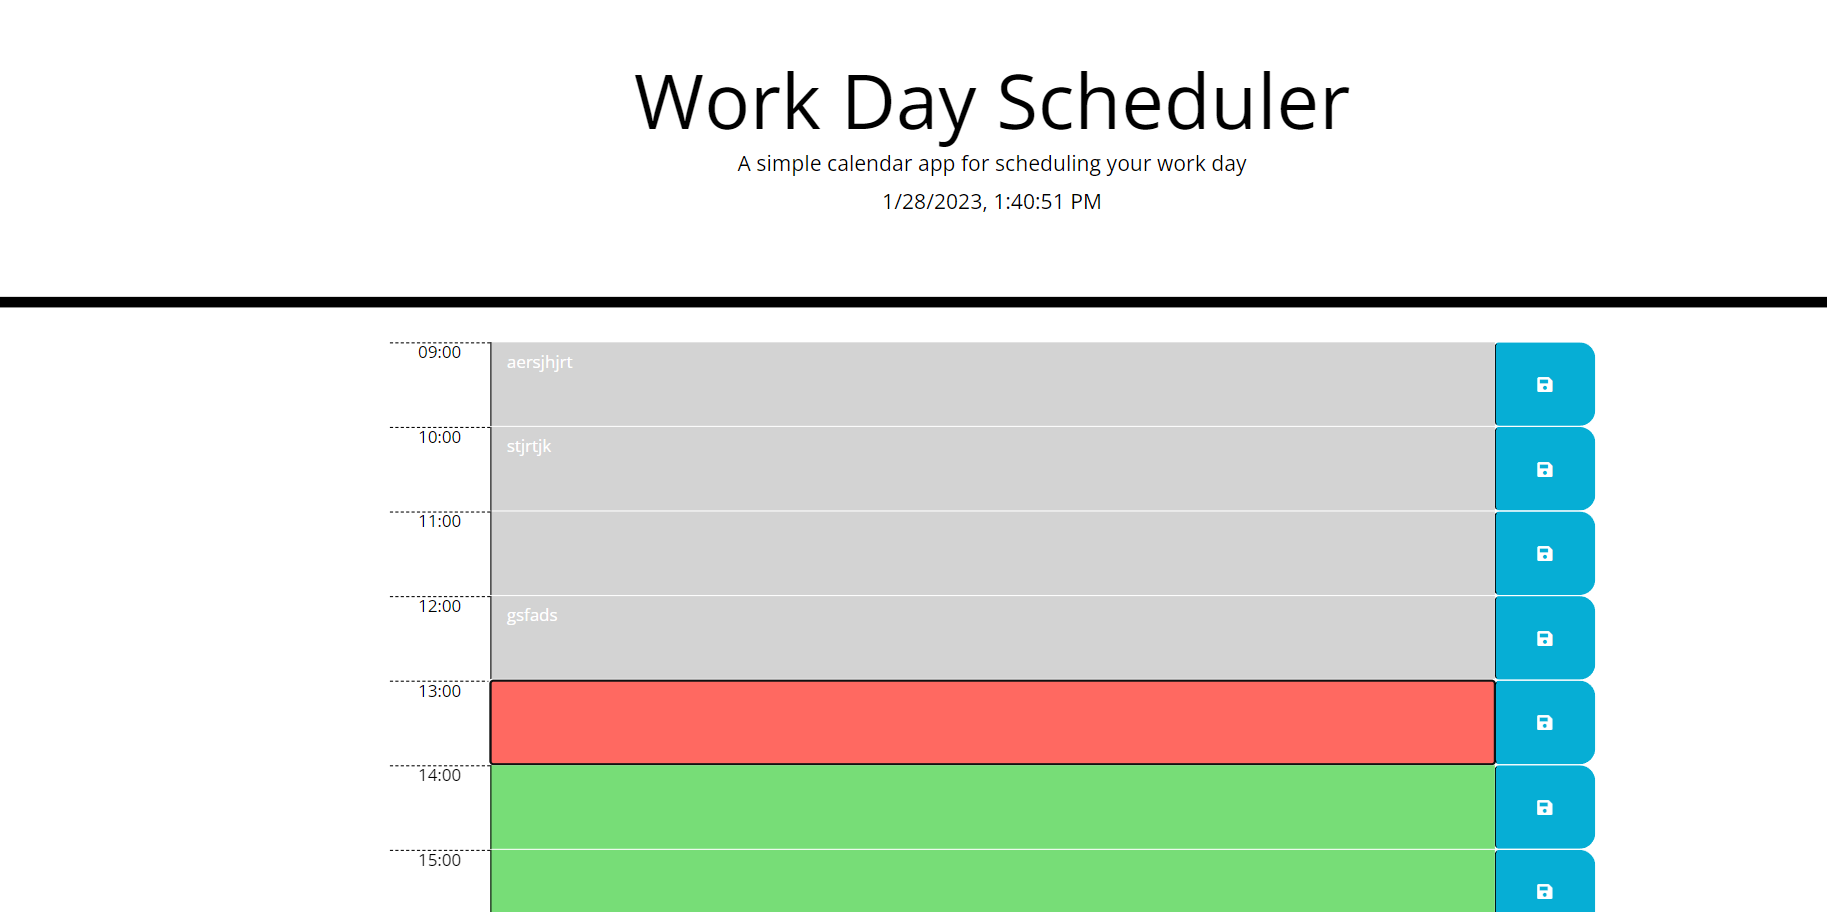 Work Day Scheduler
A simple calendar app for scheduling your work day
1/28/2023, 1:40:51 PM
09:00 aersjhjrt
10:00 stjrtjk
11:00
12:00 gsfads
13:00
14:00
15:00